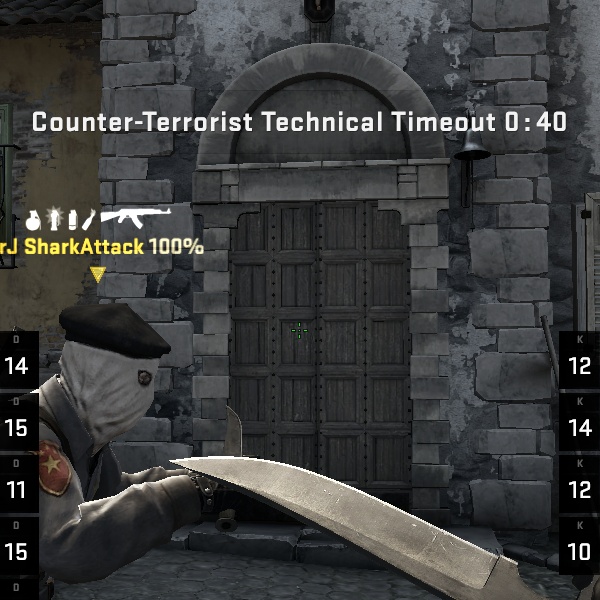 Counter-Terrorist Technical Timeout 0:40
rJ SharkAttack 100%
D
14
D
15
D
11
D
15
D
K
12
K
14
K
12
K
10
K